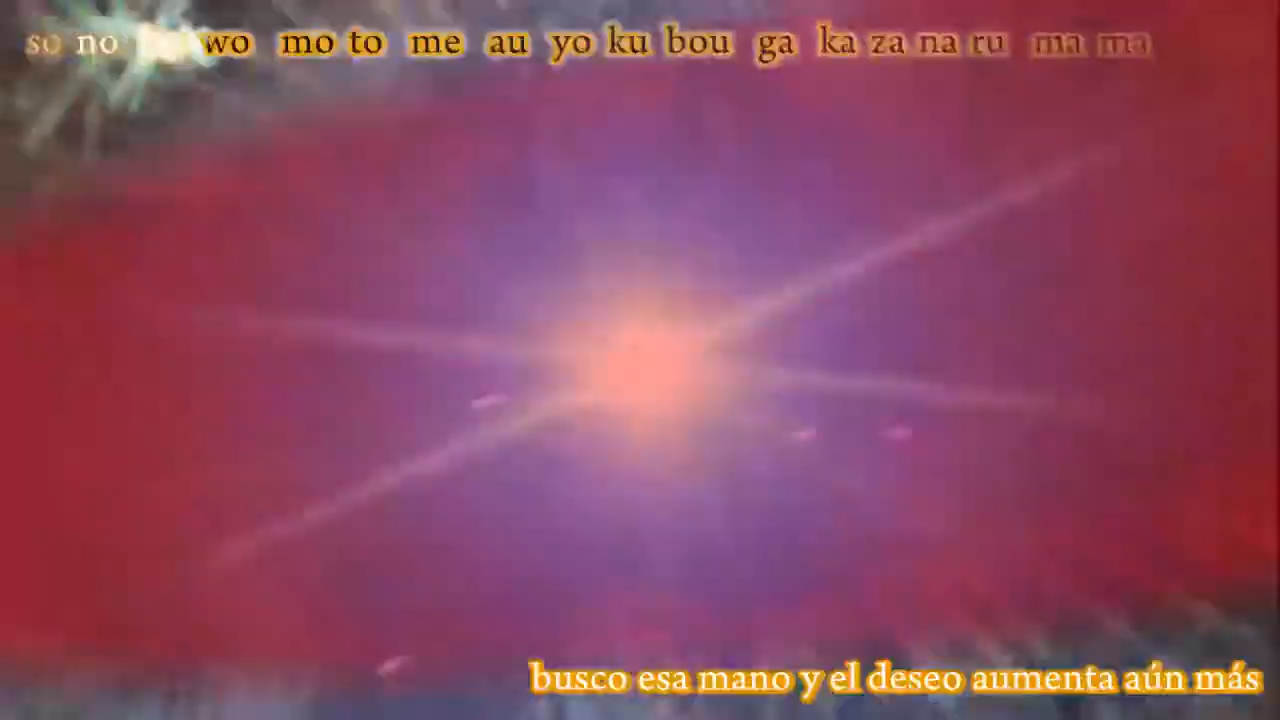 so no wo mo to me au yo ku bou ga ka za na ru ma ma
busco esa mano y el deseo aumenta aún más